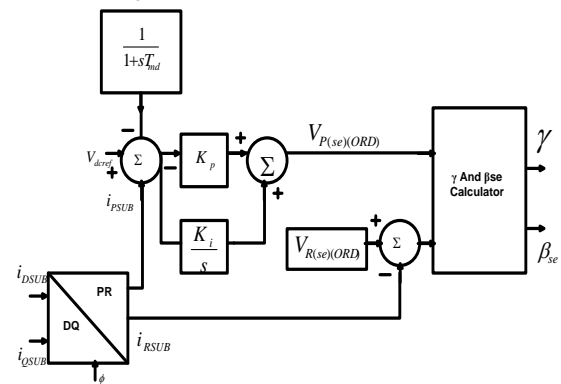 1
1+sT_md
−
V_dcref
+
Σ
−
K_p
+
Σ
+
V_P(se)(ORD)
i_PSUB
K_i
s
V_R(se)(ORD)
+
Σ
−
γ And βse
Calculator
γ
β_se
i_DSUB
PR
DQ
i_QSUB
i_RSUB
ϕ